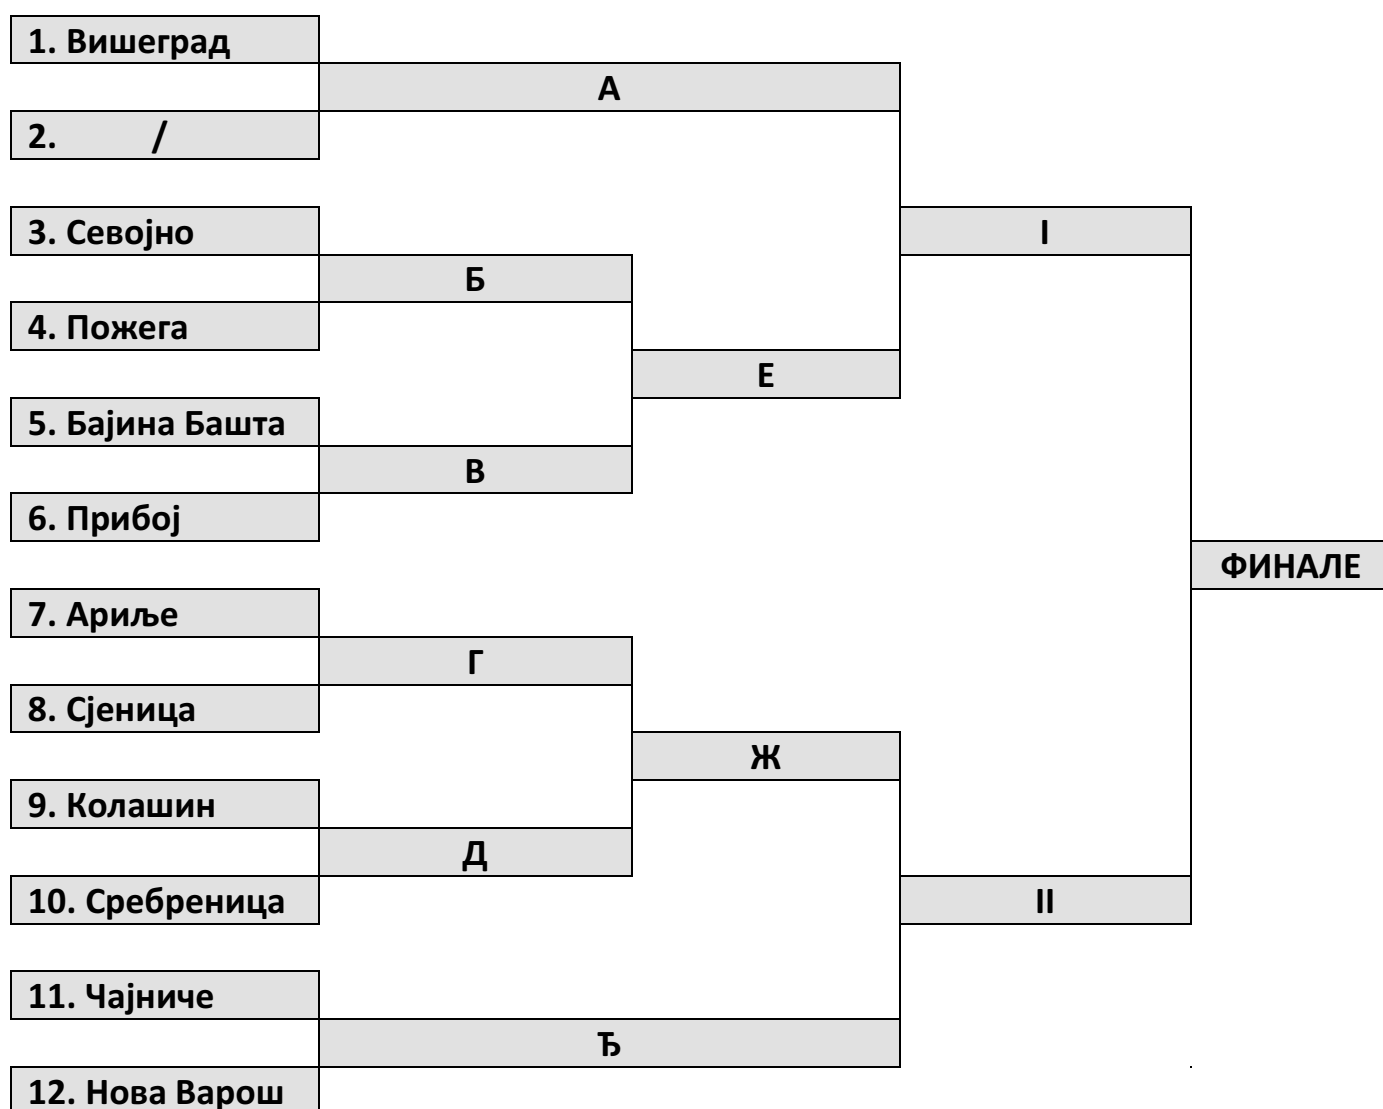 1. Вишеград
А
2. /
3. Севојно
I
Б
4. Пожега
Е
5. Бајина Башта
В
6. Прибој
ФИНАЛЕ
7. Ариље
Г
8. Сјеница
Ж
9. Колашин
Д
10. Сребреница
II
11. Чајниче
Ђ
12. Нова Варош